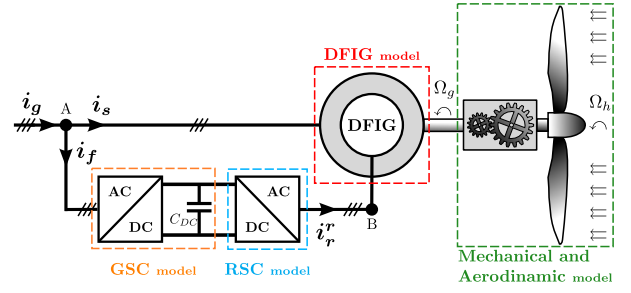 DFIG model
i_g
A
i_s
Ω_g
Ω_h
DFIG
i_f
AC
DC
C_DC
AC
DC
i_r^r
B
GSC model
RSC model
Mechanical and
Aerodinamic model